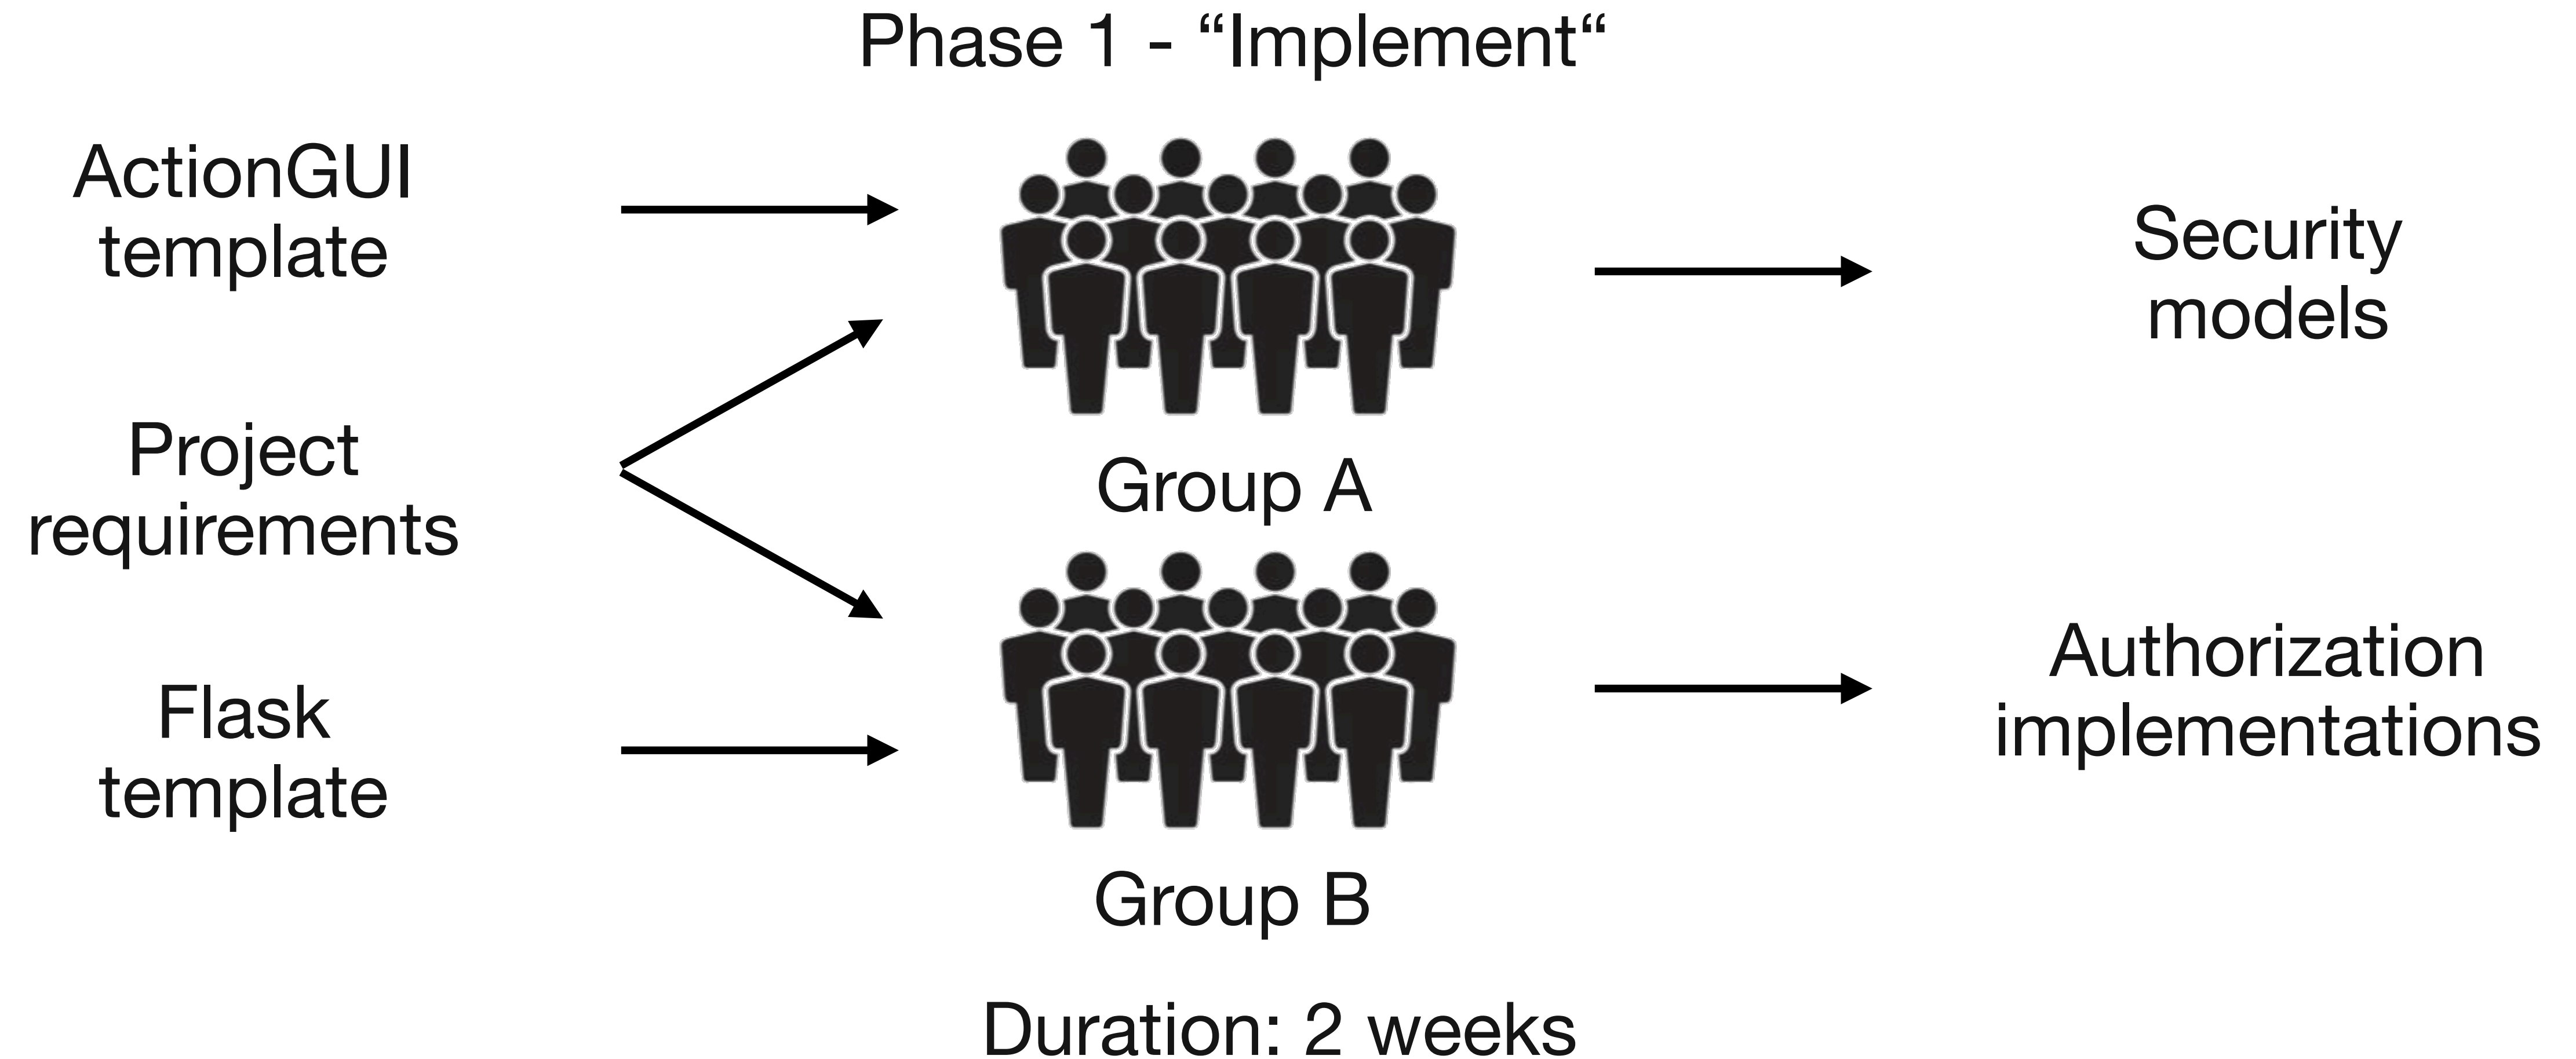 Phase 1 - “Implement“
ActionGUI
template
Project
requirements
Flask
template
Group A
Group B
Security
models
Authorization
implementations
Duration: 2 weeks